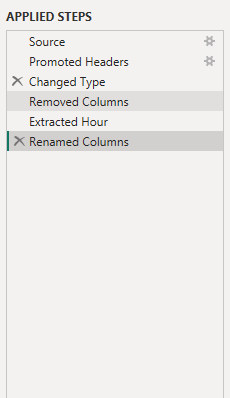 APPLIED STEPS
Source
Promoted Headers
Changed Type
Removed Columns
Extracted Hour
Renamed Columns